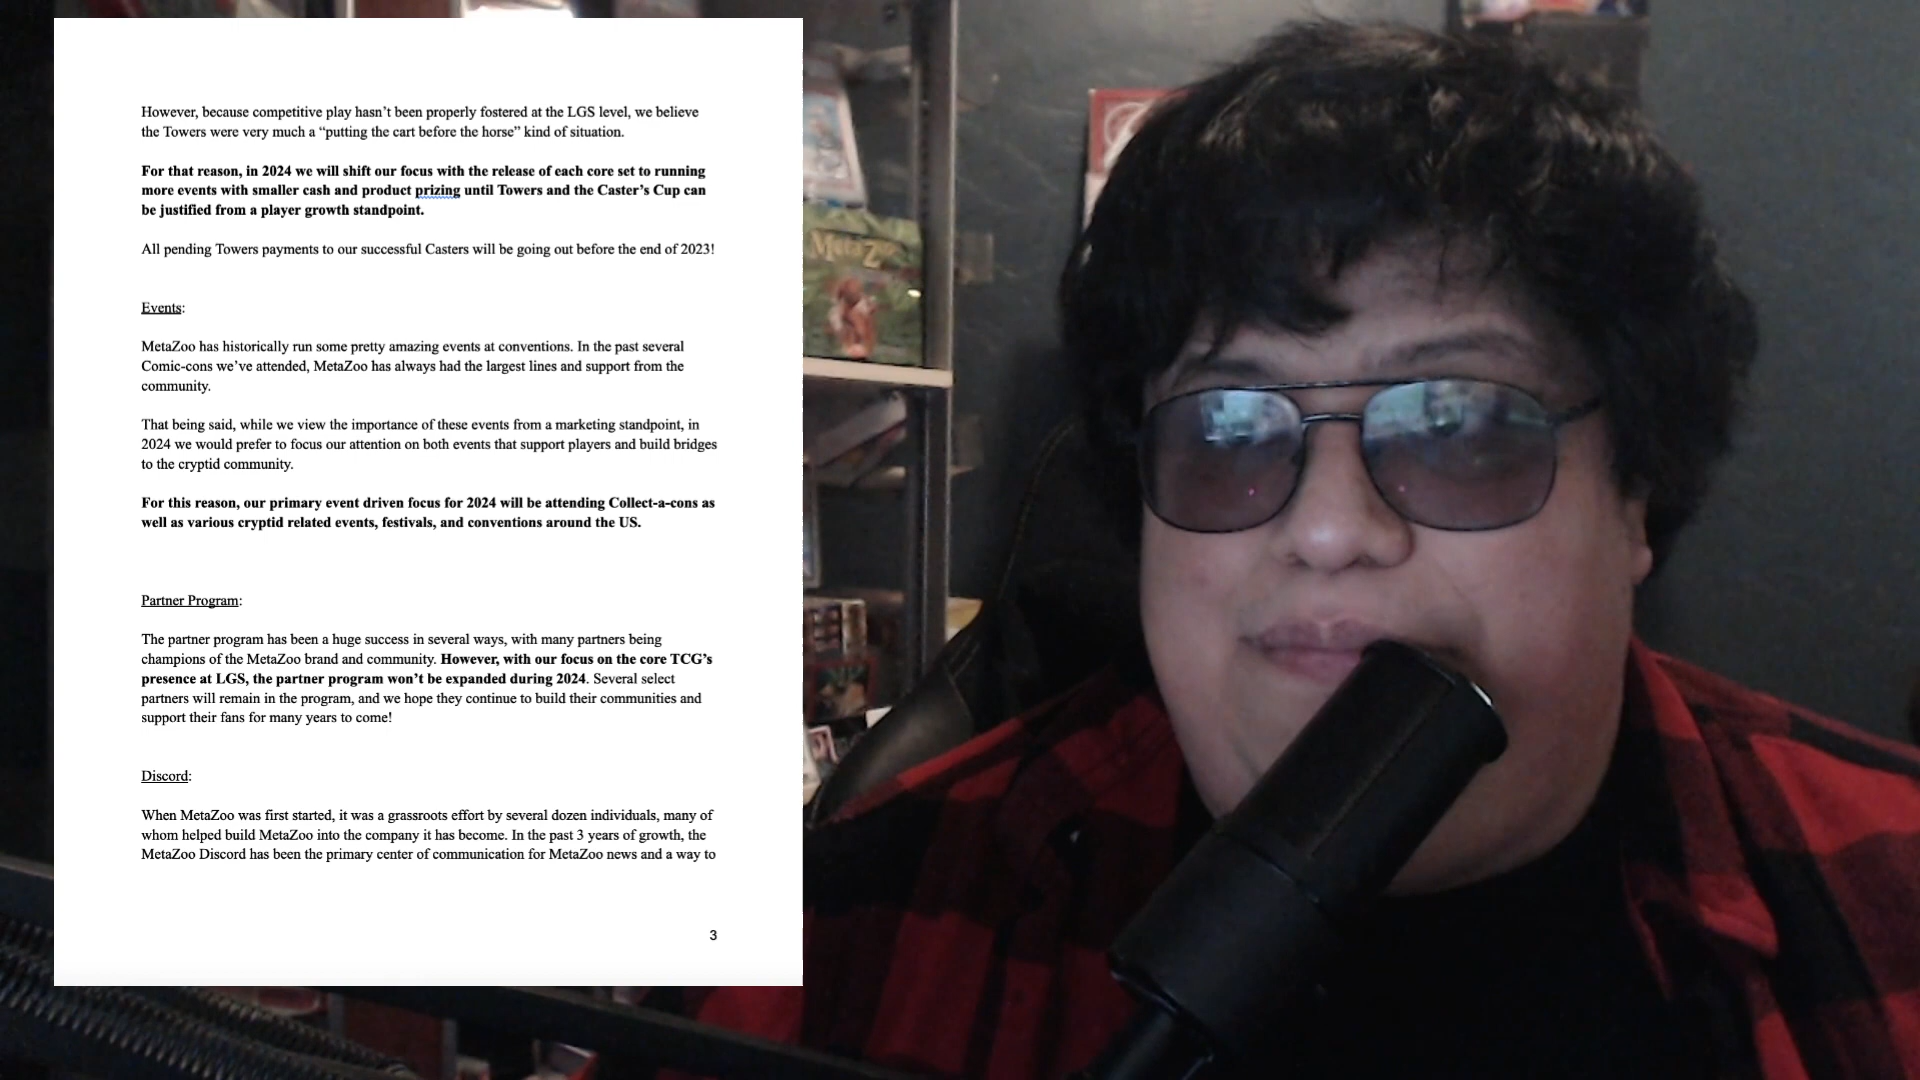 However, because competitive play hasn’t been properly fostered at the LGS level, we believe
the Towers were very much a “putting the cart before the horse” kind of situation.
For that reason, in 2024 we will shift our focus with the release of each core set to running
more events with smaller cash and product prizing until Towers and the Caster’s Cup can
be justified from a player growth standpoint.
All pending Towers payments to our successful Casters will be going out before the end of 2023!
Events:
MetaZoo has historically run some pretty amazing events at conventions. In the past several
Comic-cons we’ve attended, MetaZoo has always had the largest lines and support from the
community.
That being said, while we view the importance of these events from a marketing standpoint, in
2024 we would prefer to focus our attention on both events that support players and build bridges
to the cryptid community.
For this reason, our primary event driven focus for 2024 will be attending Collect-a-cons as
well as various cryptid related events, festivals, and conventions around the US.
Partner Program:
The partner program has been a huge success in several ways, with many partners being
champions of the MetaZoo brand and community. However, with our focus on the core TCG’s
presence at LGS, the partner program won’t be expanded during 2024. Several select
partners will remain in the program, and we hope they continue to build their communities and
support their fans for many years to come!
Discord:
When MetaZoo was first started, it was a grassroots effort by several dozen individuals, many of
whom helped build MetaZoo into the company it has become. In the past 3 years of growth, the
MetaZoo Discord has been the primary center of communication for MetaZoo news and a way to
3
MetaZoo